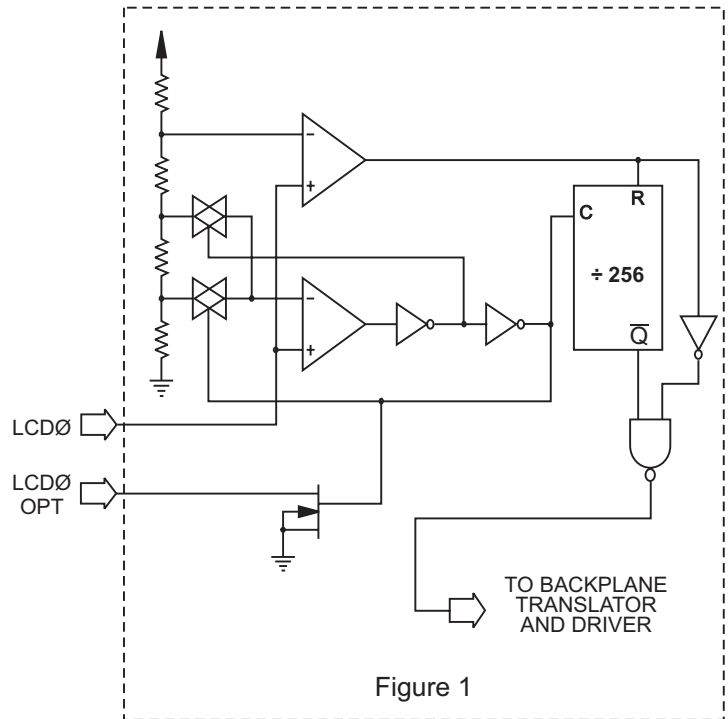 −
+
R
C
÷ 256
−
Q̅
+
LCDØ
LCDØ
OPT
TO BACKPLANE
TRANSLATOR
AND DRIVER
Figure 1